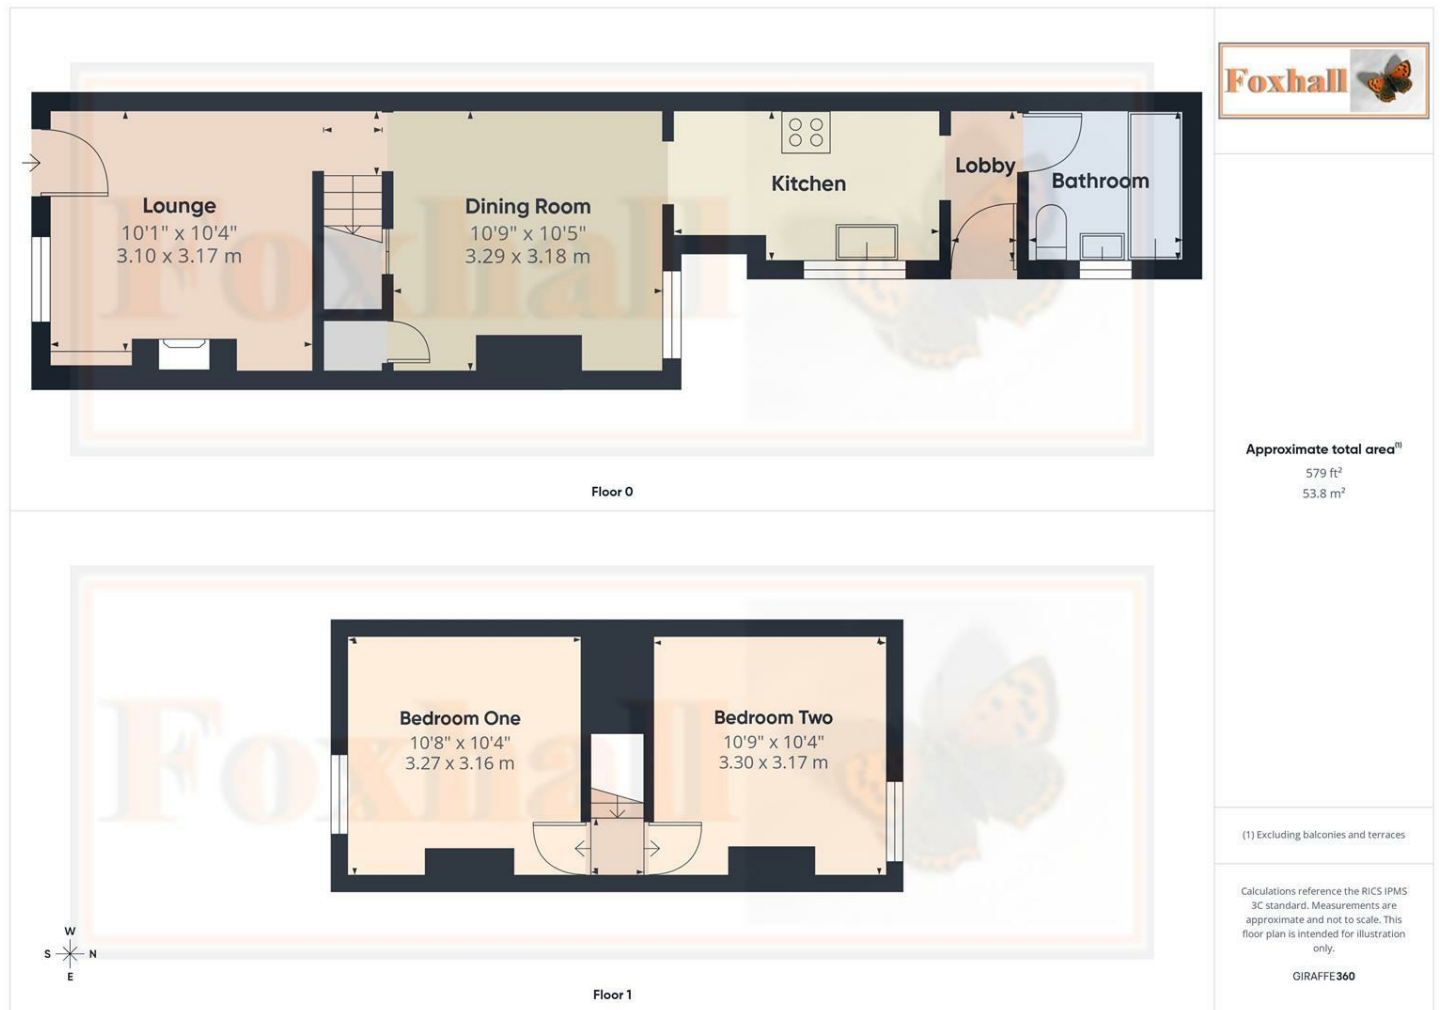 Foxhall
Lounge
10'1" x 10'4"
3.10 x 3.17 m
Dining Room
10'9" x 10'5"
3.29 x 3.18 m
Kitchen
Lobby
Bathroom
Foxhall
Floor 0
Approximate total area(1)
579 ft²
53.8 m²
Bedroom One
10'8" x 10'4"
3.27 x 3.16 m
Bedroom Two
10'9" x 10'4"
3.30 x 3.17 m
Foxhall
W
S N
E
Floor 1
(1) Excluding balconies and terraces
Calculations reference the RICS IPMS
3C standard. Measurements are
approximate and not to scale. This
floor plan is intended for illustration
only.
GIRAFFE360